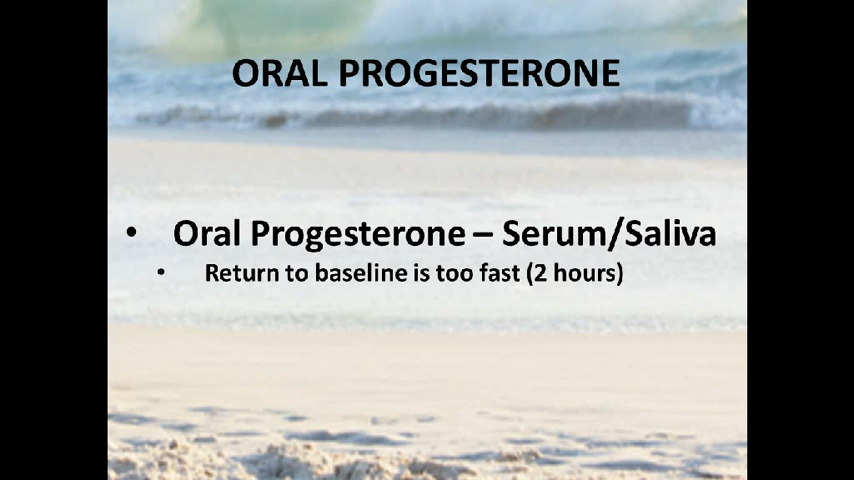 ORAL PROGESTERONE
• Oral Progesterone – Serum/Saliva
• Return to baseline is too fast (2 hours)